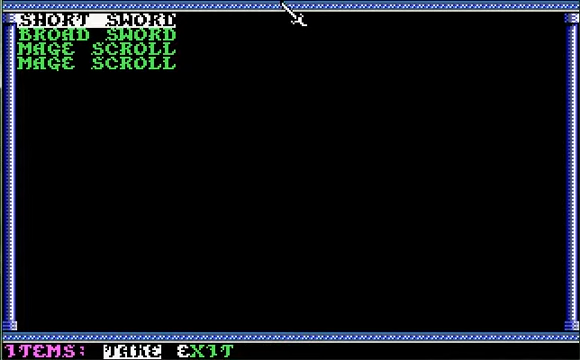 SHORT SWORD
BROAD SWORD
MAGE SCROLL
MAGE SCROLL
ITEMS: TAKE EXIT